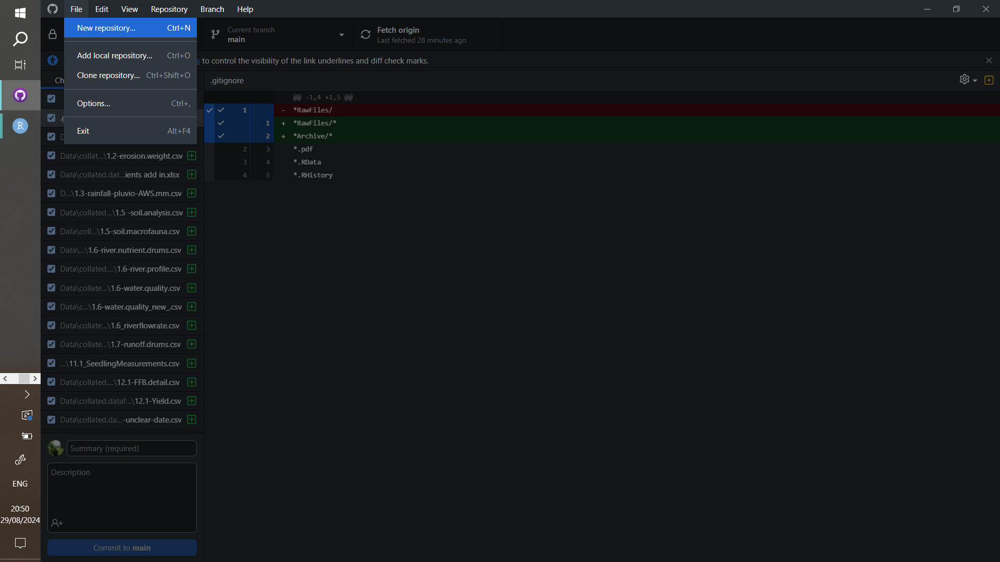 File Edit View Repository Branch Help
New repository... Ctrl+N
Add local repository... Ctrl+O
Clone repository... Ctrl+Shift+O
Options... Ctrl+,
Exit Alt+F4
Current branch
main
Fetch origin
Last fetched 28 minutes ago
s to control the visibility of the link underlines and diff check marks.
Ch
.gitignore
@@ -1,4 +1,5 @@
1 - *RawFiles/
1 + *RawFiles/*
2 + *Archive/*
2 3 *.pdf
3 4 *.RData
4 5 *.RHistory
.g
D
Data\collat...\1.2-erosion.weight.csv
Data\collated.dat...ients add in.xlsx
D...\1.3-rainfall-pluvio-AWS.mm.csv
Data\collated...\1.5 -soil.analysis.csv
Data\coll...\1.5-soil.macrofauna.csv
Data\...\1.6-river.nutrient.drums.csv
Data\collated....\1.6-river.profile.csv
Data\collate...\1.6-water.quality.csv
Data\c...\1.6-water.quality_new_.csv
Data\collate...\1.6_riverflowrate.csv
Data\collate...\1.7-runoff.drums.csv
...\11.1_SeedlingMeasurements.csv
Data\collated....\12.1-FFB.detail.csv
Data\collated.dataf...\12.1-Yield.csv
Data\collated.da...-unclear-date.csv
Summary (required)
Description
Commit to main
R
ENG
20:50
29/08/2024